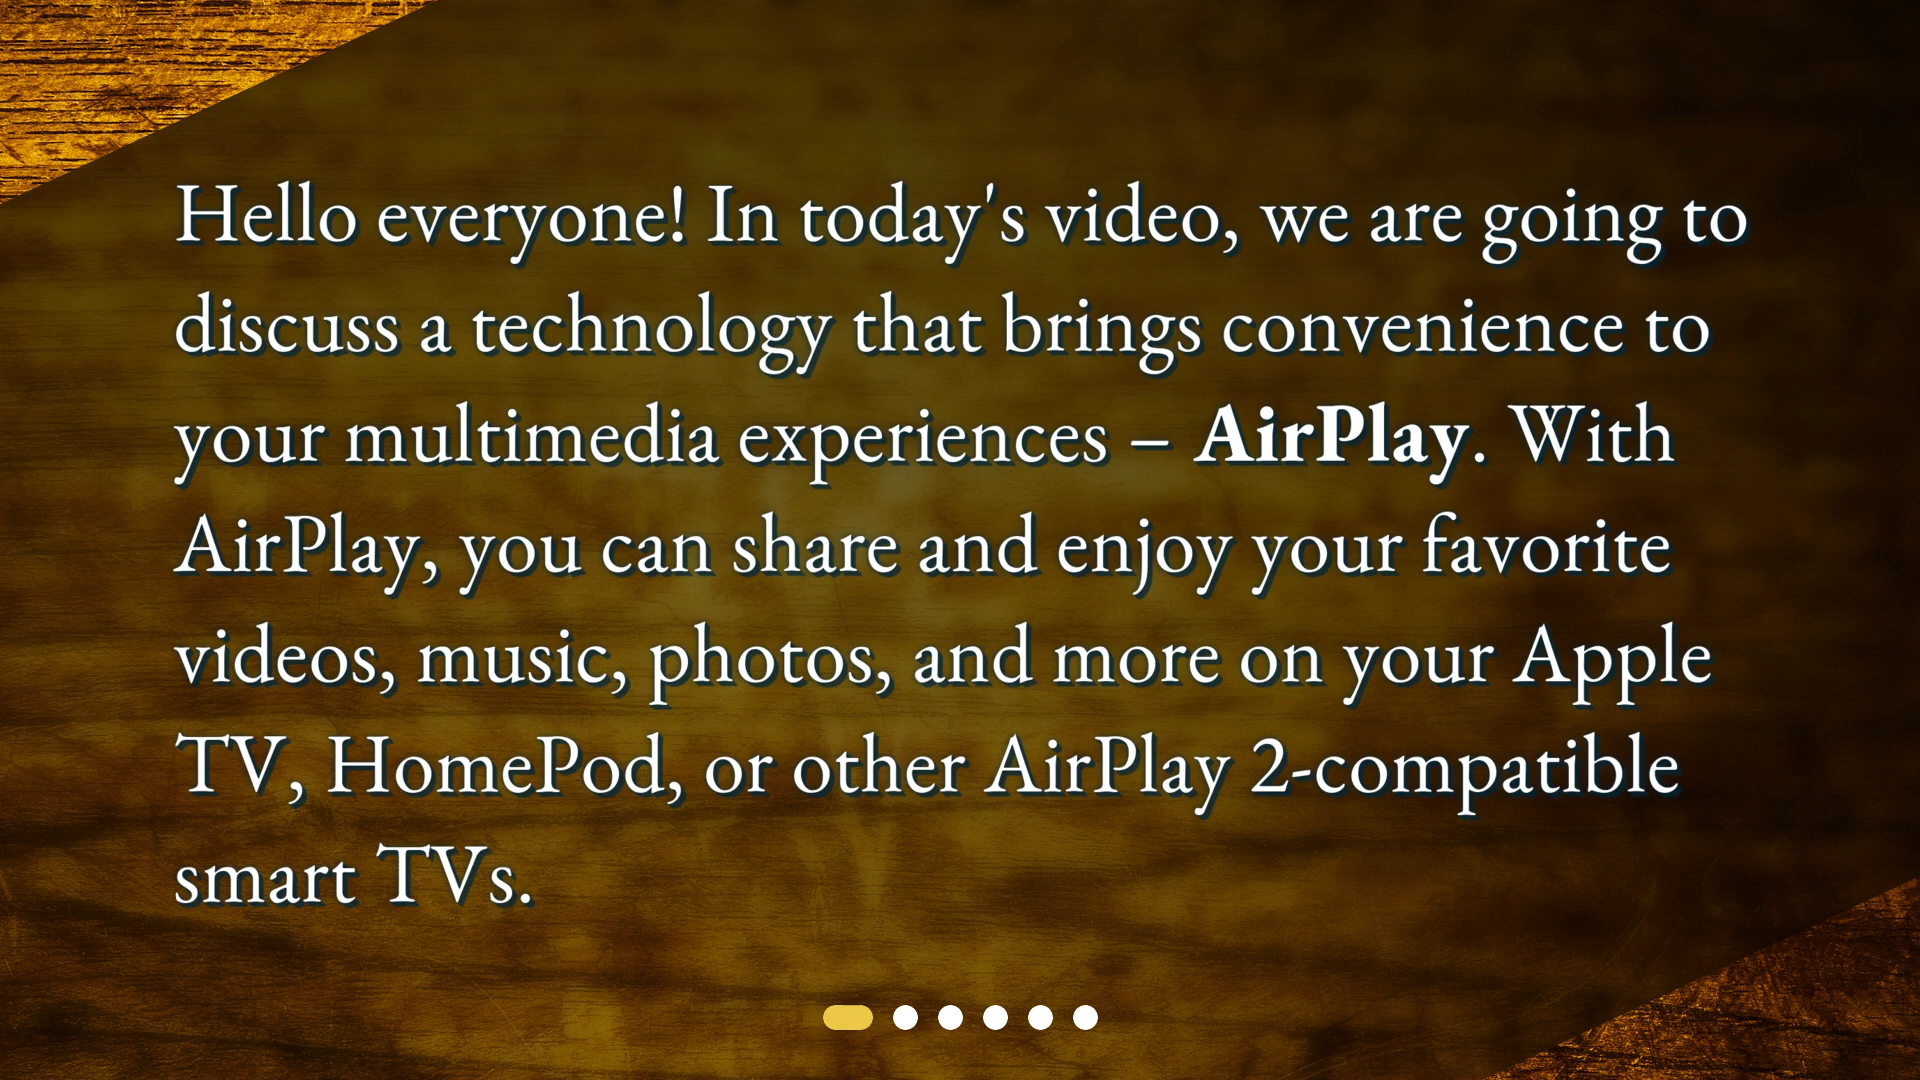 Hello everyone! In today's video, we are going to
discuss a technology that brings convenience to
your multimedia experiences – AirPlay. With
AirPlay, you can share and enjoy your favorite
videos, music, photos, and more on your Apple
TV, HomePod, or other AirPlay 2-compatible
smart TVs.